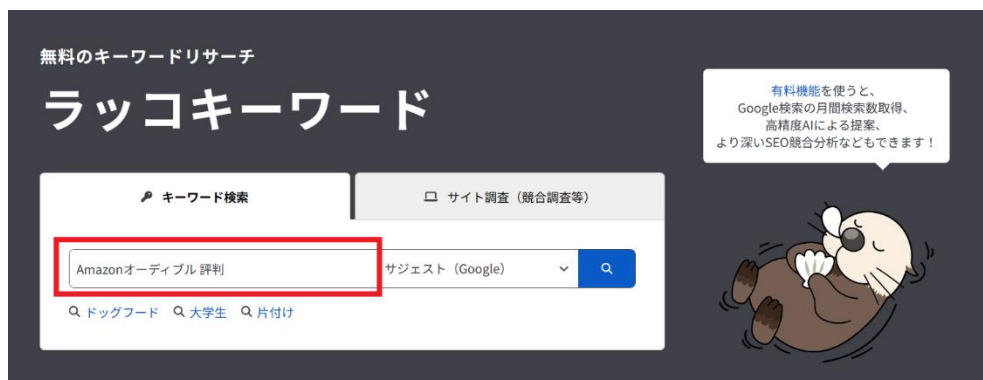 無料のキーワードリサーチ
ラッコキーワード
有料機能を使うと、
Google検索の月間検索数取得、
高精度AIによる提案、
より深いSEO競合分析などもできます！
キーワード検索
サイト調査（競合調査等）
Amazonオーディブル 評判
サジェスト（Google）
ドッグフード 大学生 片付け